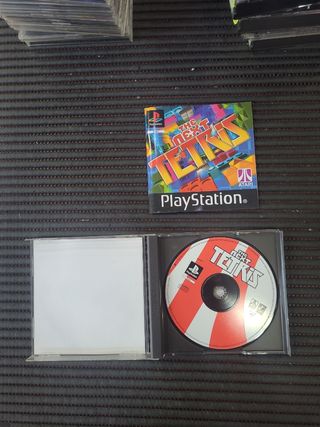 THE
NEXT
TETRIS
ATARI
PlayStation
THE
NEXT
TETRIS